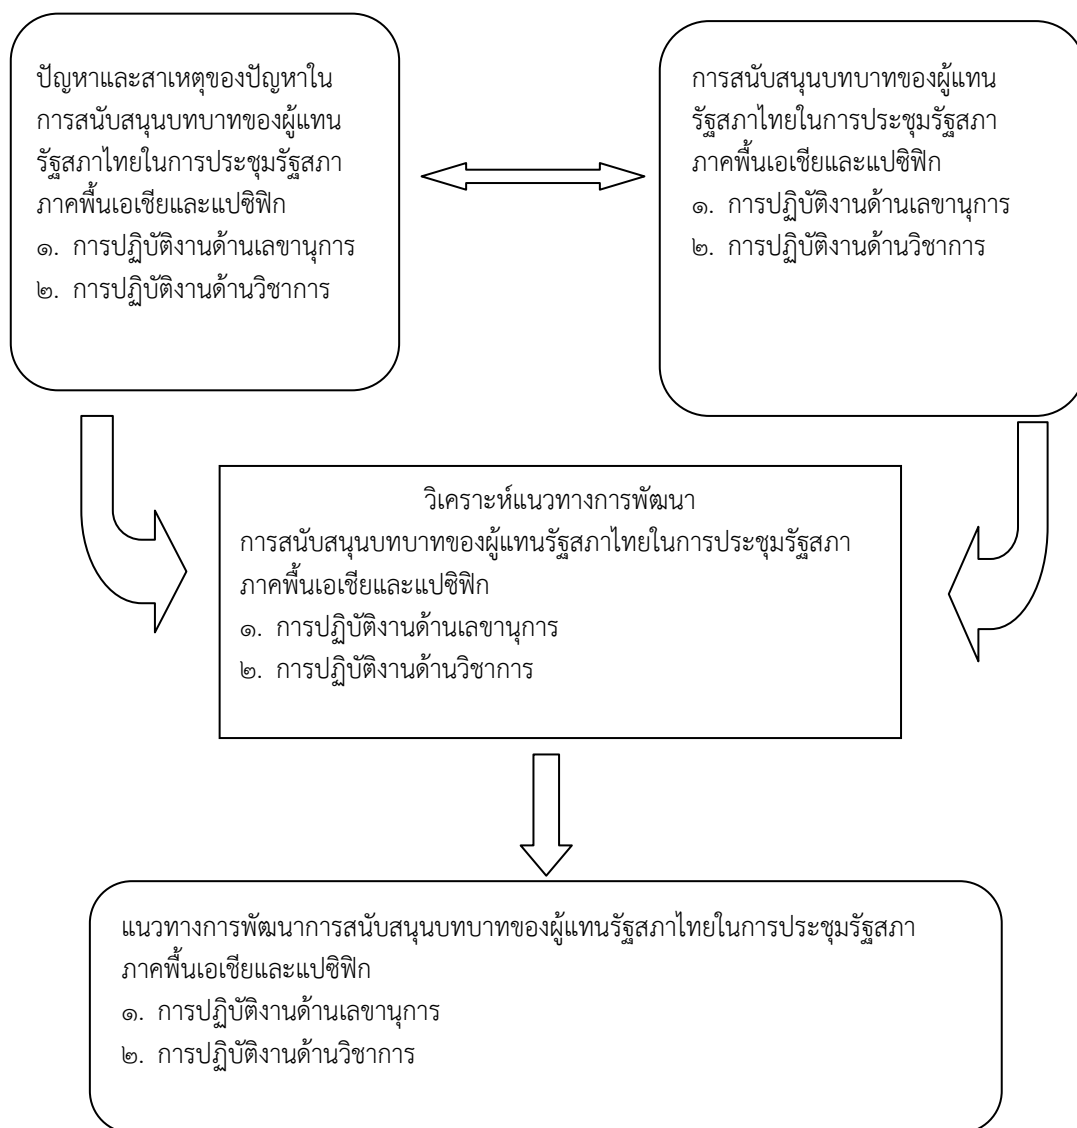 ปัญหาและสาเหตุของปัญหาใน
การสนับสนุนบทบาทของผู้แทน
รัฐสภาไทยในการประชุมรัฐสภา
ภาคพื้นเอเชียและแปซิฟิก
๑. การปฏิบัติงานด้านเลขานุการ
๒. การปฏิบัติงานด้านวิชาการ
การสนับสนุนบทบาทของผู้แทน
รัฐสภาไทยในการประชุมรัฐสภา
ภาคพื้นเอเชียและแปซิฟิก
๑. การปฏิบัติงานด้านเลขานุการ
๒. การปฏิบัติงานด้านวิชาการ
วิเคราะห์แนวทางการพัฒนา
การสนับสนุนบทบาทของผู้แทนรัฐสภาไทยในการประชุมรัฐสภา
ภาคพื้นเอเชียและแปซิฟิก
๑. การปฏิบัติงานด้านเลขานุการ
๒. การปฏิบัติงานด้านวิชาการ
แนวทางการพัฒนาการสนับสนุนบทบาทของผู้แทนรัฐสภาไทยในการประชุมรัฐสภา
ภาคพื้นเอเชียและแปซิฟิก
๑. การปฏิบัติงานด้านเลขานุการ
๒. การปฏิบัติงานด้านวิชาการ